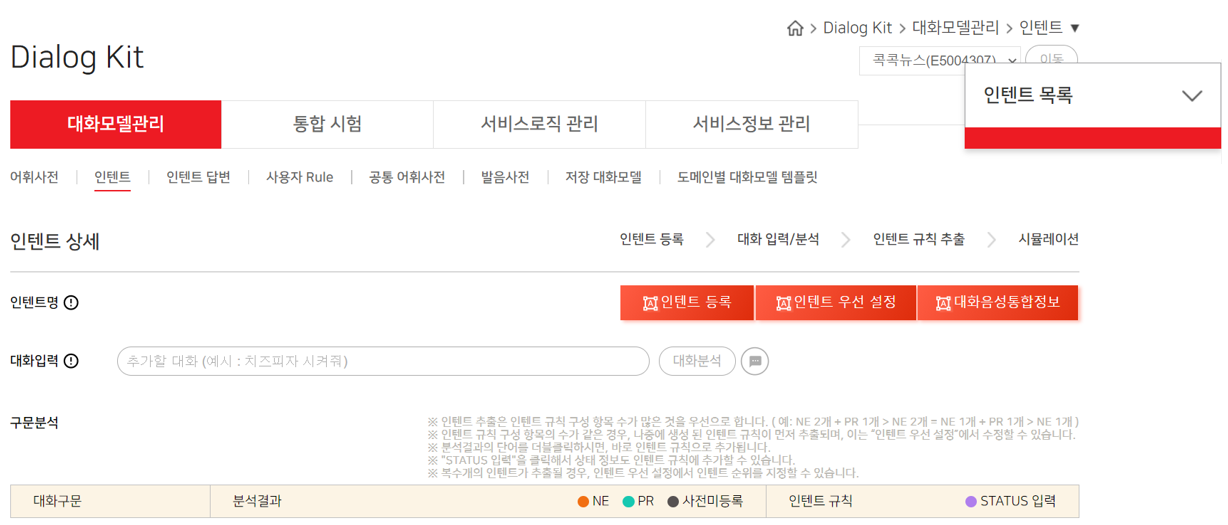 Dialog Kit > 대화모델관리 > 인텐트 ▼
Dialog Kit
콕콕뉴스(E5004307)
이동
인텐트 목록
대화모델관리 통합 시험 서비스로직 관리 서비스정보 관리
어휘사전 인텐트 인텐트 답변 사용자 Rule 공통 어휘사전 발음사전 저장 대화모델 도메인별 대화모델 템플릿
인텐트 상세
인텐트 등록 > 대화 입력/분석 > 인텐트 규칙 추출 > 시뮬레이션
인텐트명
인텐트 등록 인텐트 우선 설정 대화음성통합정보
대화입력 추가할 대화 (예시 : 치즈피자 시켜줘) 대화분석
구문분석
※ 인텐트 추출은 인텐트 규칙 구성 항목 수가 많은 것을 우선으로 합니다. ( 예: NE 2개 + PR 1개 > NE 2개 = NE 1개 + PR 1개 > NE 1개 )
※ 인텐트 규칙 구성 항목의 수가 같은 경우, 나중에 생성 된 인텐트 규칙이 먼저 추출되며, 이는 "인텐트 우선 설정"에서 수정할 수 있습니다.
※ 분석결과의 단어를 더블클릭하시면, 바로 인텐트 규칙으로 추가됩니다.
※ "STATUS 입력"을 클릭해서 상태 정보도 인텐트 규칙에 추가할 수 있습니다.
※ 복수개의 인텐트가 추출될 경우, 인텐트 우선 설정에서 인텐트 순위를 지정할 수 있습니다.
대화구문 분석결과 NE PR 사전미등록 인텐트 규칙 STATUS 입력